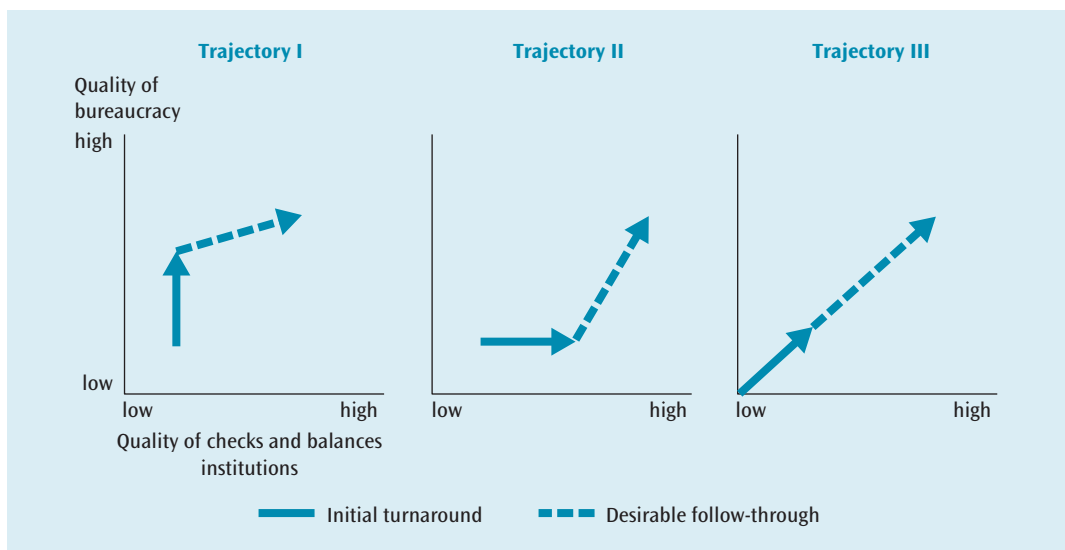 Trajectory I
Trajectory II
Trajectory III
Quality of
bureaucracy
high
low
low
high
Quality of checks and balances
institutions
low
high
low
high
Initial turnaround
Desirable follow-through